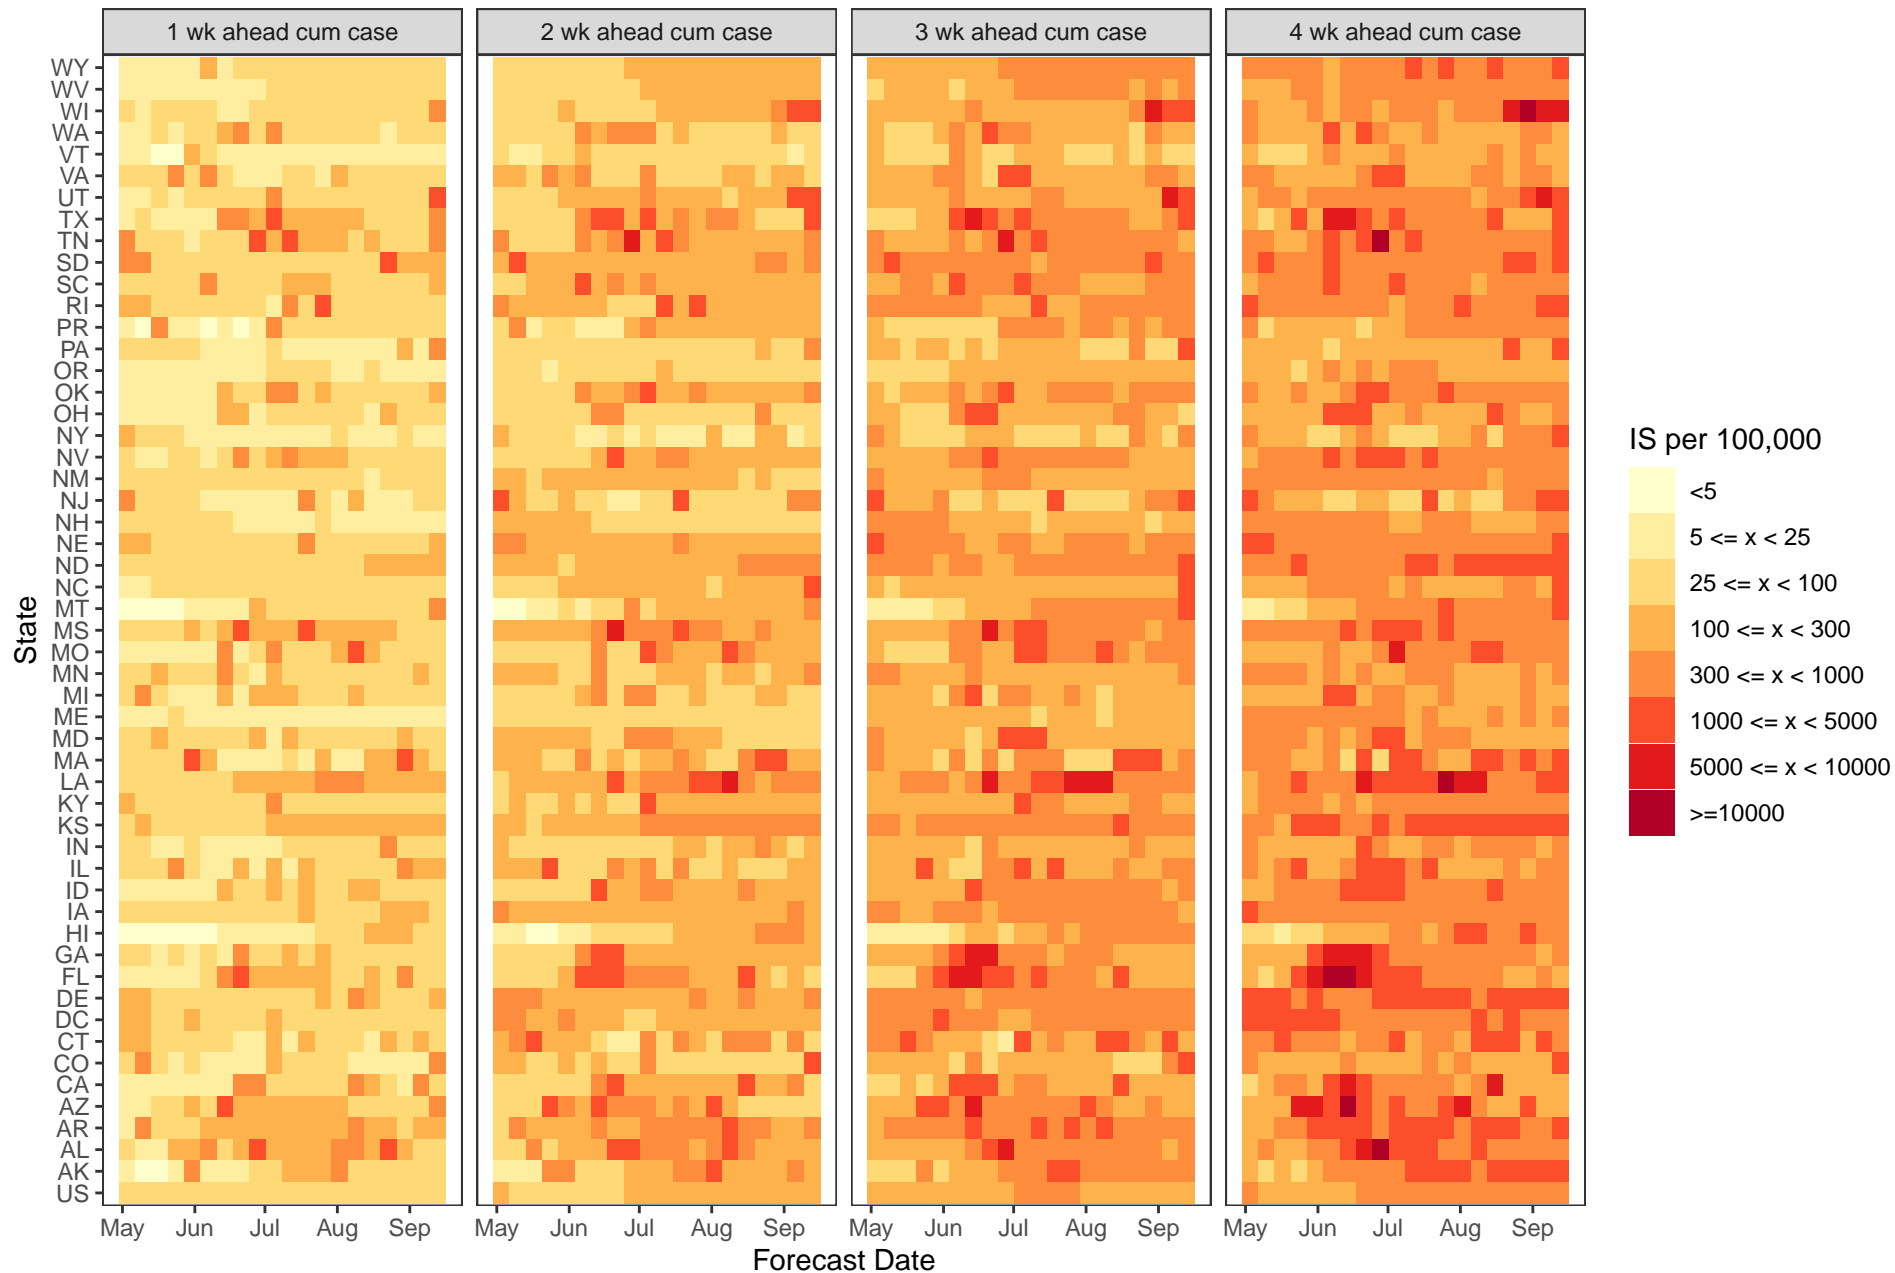 1 wk ahead cum case
2 wk ahead cum case
3 wk ahead cum case
4 wk ahead cum case
WY
WV
WI
WA
VT
VA
UT
TX
TN
SD
SC
RI
PR
PA
OR
OK
OH
NY
NV
NM
NJ
NH
NE
ND
NC
MT
MS
MO
MN
MI
ME
MD
MA
LA
KY
KS
IN
IL
ID
IA
HI
GA
FL
DE
DC
CT
CO
CA
AZ
AR
AL
AK
US
State
May Jun Jul Aug Sep
May Jun Jul Aug Sep
May Jun Jul Aug Sep
May Jun Jul Aug Sep
Forecast Date
IS per 100,000
<5
5 <= x < 25
25 <= x < 100
100 <= x < 300
300 <= x < 1000
1000 <= x < 5000
5000 <= x < 10000
>=10000